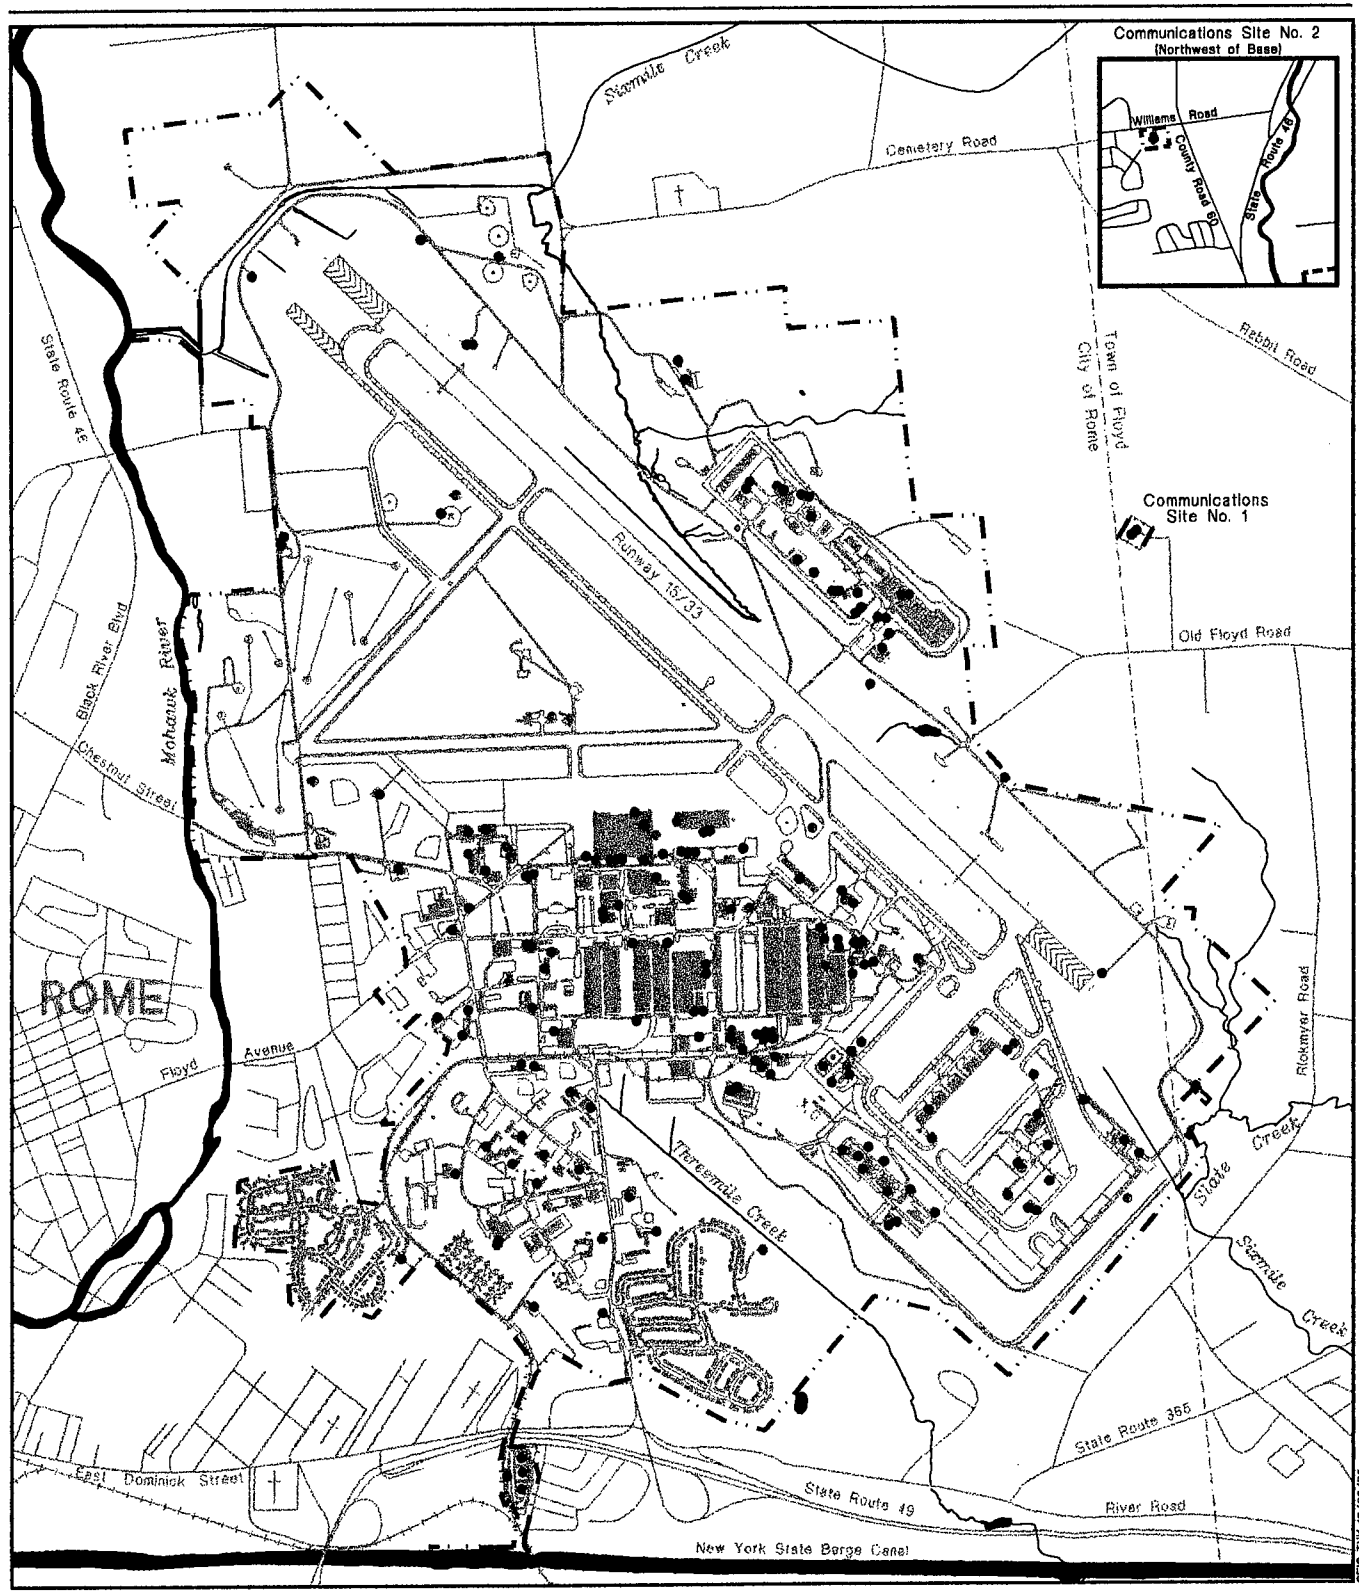 Communications Site No. 2
(Northwest of Base)
Williams Road
County Road 60
State Route 46
Sixmile Creek
Cemetery Road
Rabbit Road
State Route 46
Town of Floyd
City of Rome
Communications
Site No. 1
Runway 15/33
Old Floyd Road
Black River Blvd
Mohawk River
Chestnut Street
ROME
Floyd Avenue
Rickmyer Road
Threemile Creek
Slate Creek
Sixmile Creek
State Route 365
East Dominick Street
State Route 49
River Road
New York State Barge Canal